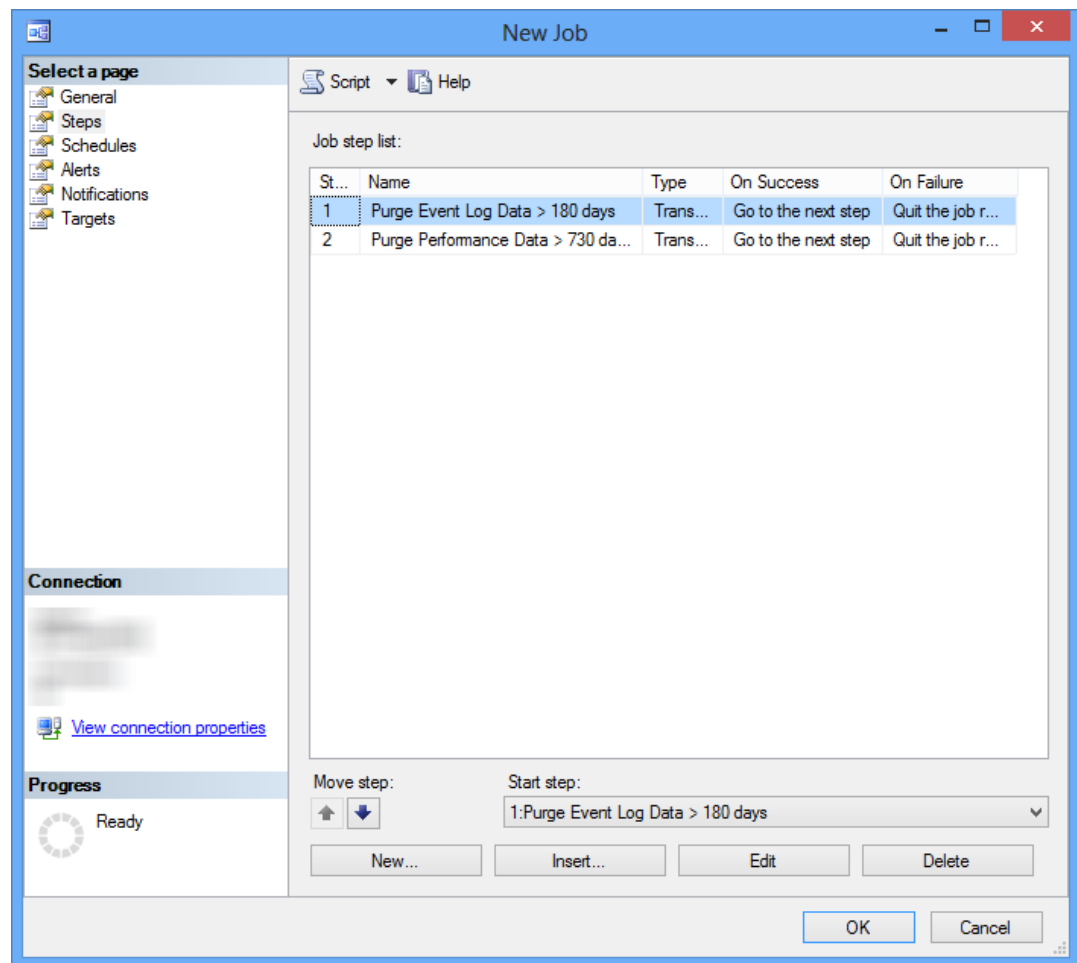 New Job
Select a page
General
Steps
Schedules
Alerts
Notifications
Targets
Script Help
Job step list:
St... Name Type On Success On Failure
1 Purge Event Log Data > 180 days Trans... Go to the next step Quit the job r...
2 Purge Performance Data > 730 da... Trans... Go to the next step Quit the job r...
Connection
View connection properties
Progress
Ready
Move step: Start step:
1:Purge Event Log Data > 180 days
New... Insert... Edit Delete
OK Cancel